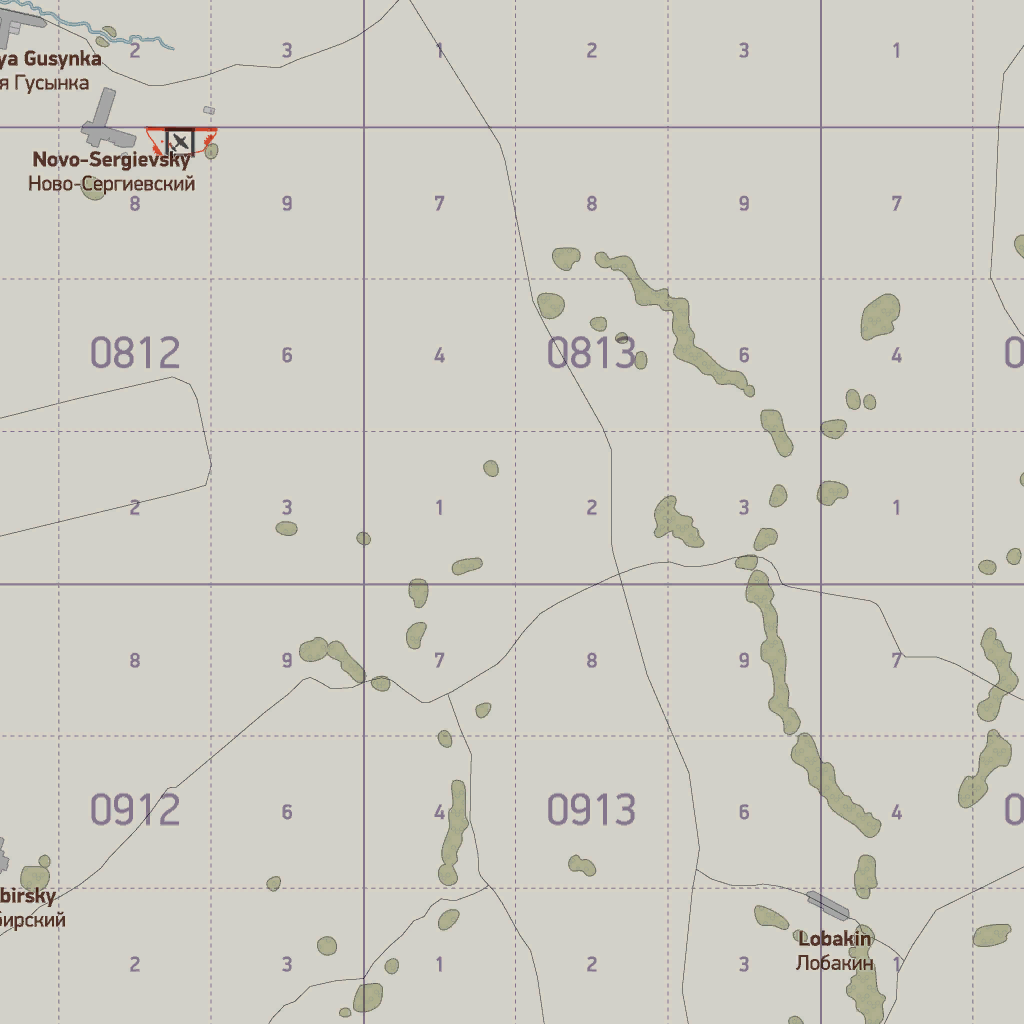 2 3 1 2 3 1
ya Gusynka
я Гусынка
Novo-Sergievsky
Ново-Сергиевский
8 9 7 8 9 7
0812 6 4 0813 6 4 0
2 3 1 2 3 1
8 9 7 8 9 7
0912 6 4 0913 6 4 0
birsky
бирский
Lobakin
Лобакин
2 3 1 2 3 1